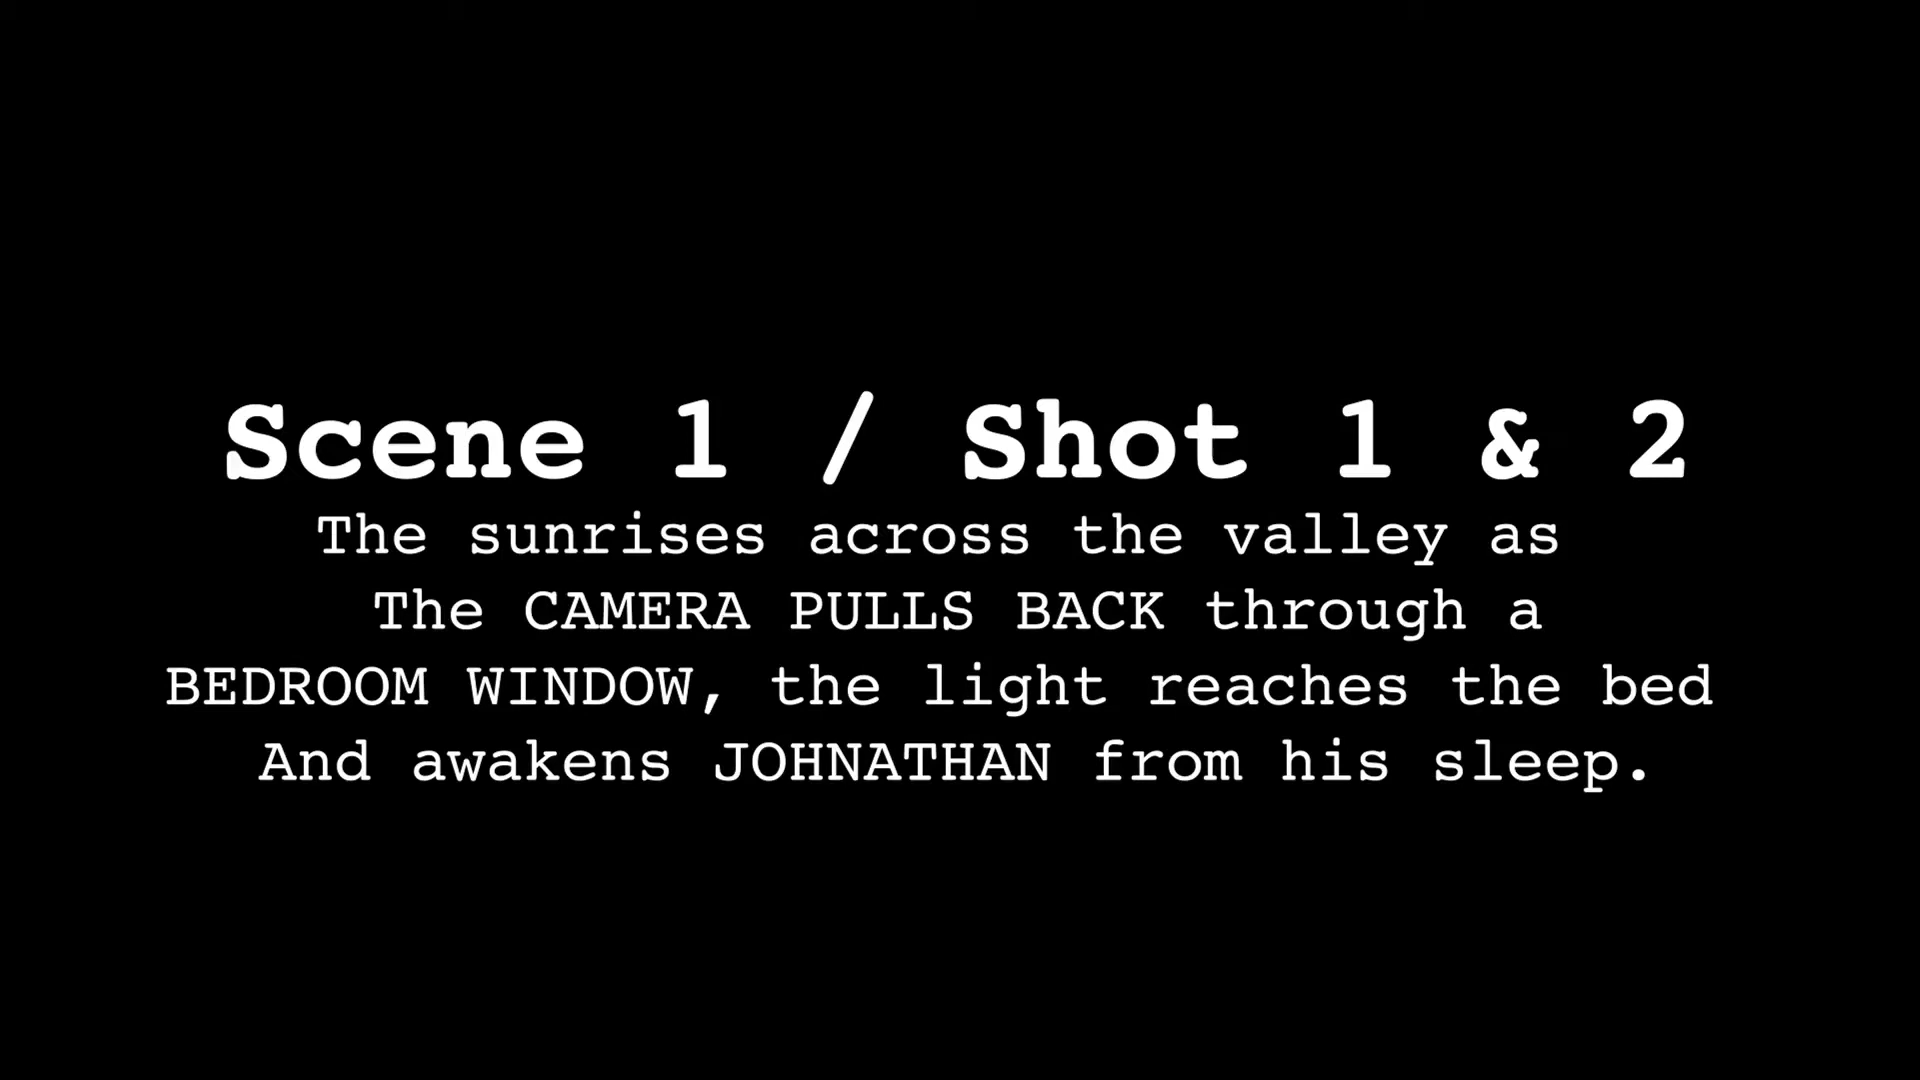 Scene 1 / Shot 1 & 2
The sunrises across the valley as
The CAMERA PULLS BACK through a
BEDROOM WINDOW, the light reaches the bed
And awakens JOHNATHAN from his sleep.